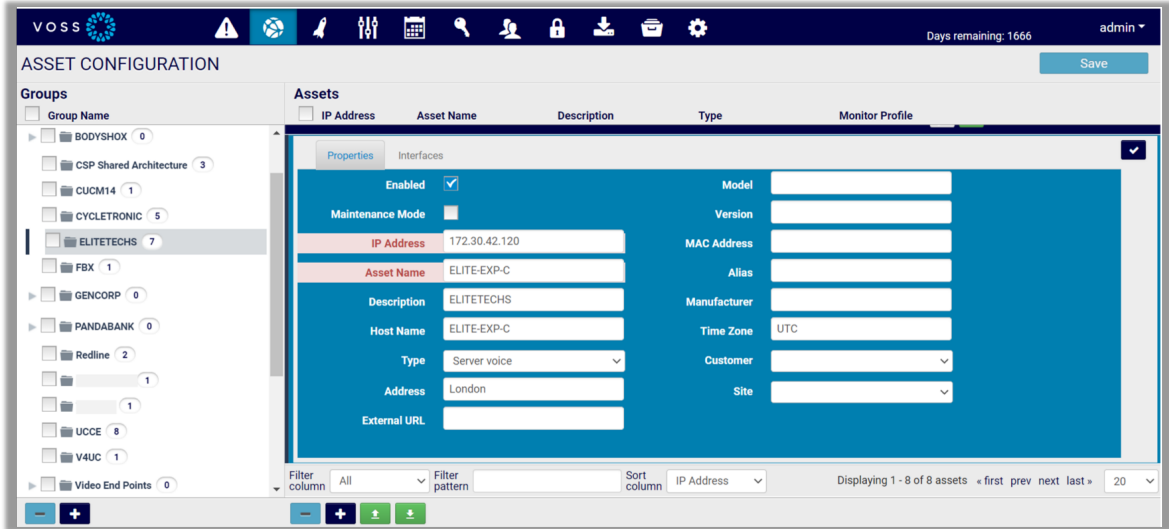 VOSS
Days remaining: 1666
admin
ASSET CONFIGURATION
Save
Groups
Group Name
BODYSHOX 0
CSP Shared Architecture 3
CUCM14 1
CYCLETRONIC 5
ELITETECHS 7
FBX 1
GENCORP 0
PANDABANK 0
Redline 2
1
1
UCCE 8
V4UC 1
Video End Points 0
Assets
IP Address Asset Name Description Type Monitor Profile
Properties Interfaces
Enabled
Maintenance Mode
IP Address 172.30.42.120
Asset Name ELITE-EXP-C
Description ELITETECHS
Host Name ELITE-EXP-C
Type Server voice
Address London
External URL
Model
Version
MAC Address
Alias
Manufacturer
Time Zone UTC
Customer
Site
Filter column All Filter pattern Sort column IP Address Displaying 1 - 8 of 8 assets « first prev next last » 20